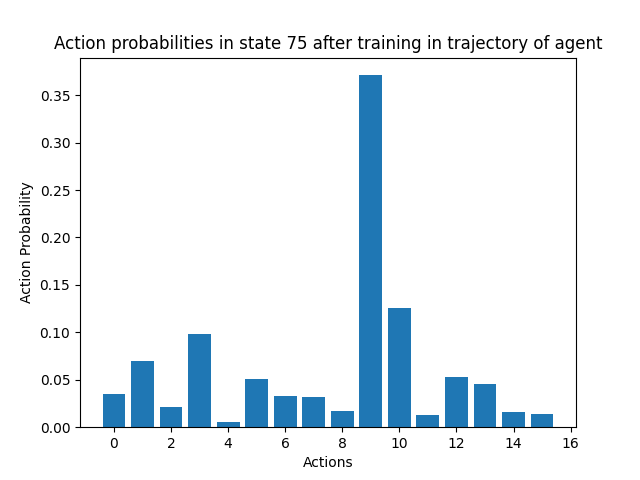 Action probabilities in state 75 after training in trajectory of agent
0.35
0.30
0.25
0.20
0.15
0.10
0.05
0.00
Action Probability
0 2 4 6 8 10 12 14 16
Actions